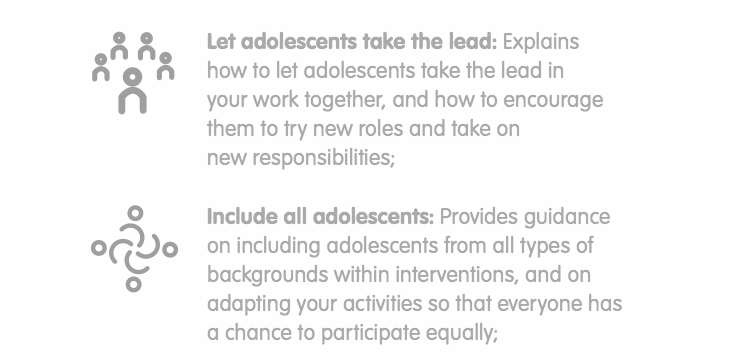 Let adolescents take the lead: Explains
how to let adolescents take the lead in
your work together, and how to encourage
them to try new roles and take on
new responsibilities;
Include all adolescents: Provides guidance
on including adolescents from all types of
backgrounds within interventions, and on
adapting your activities so that everyone has
a chance to participate equally;